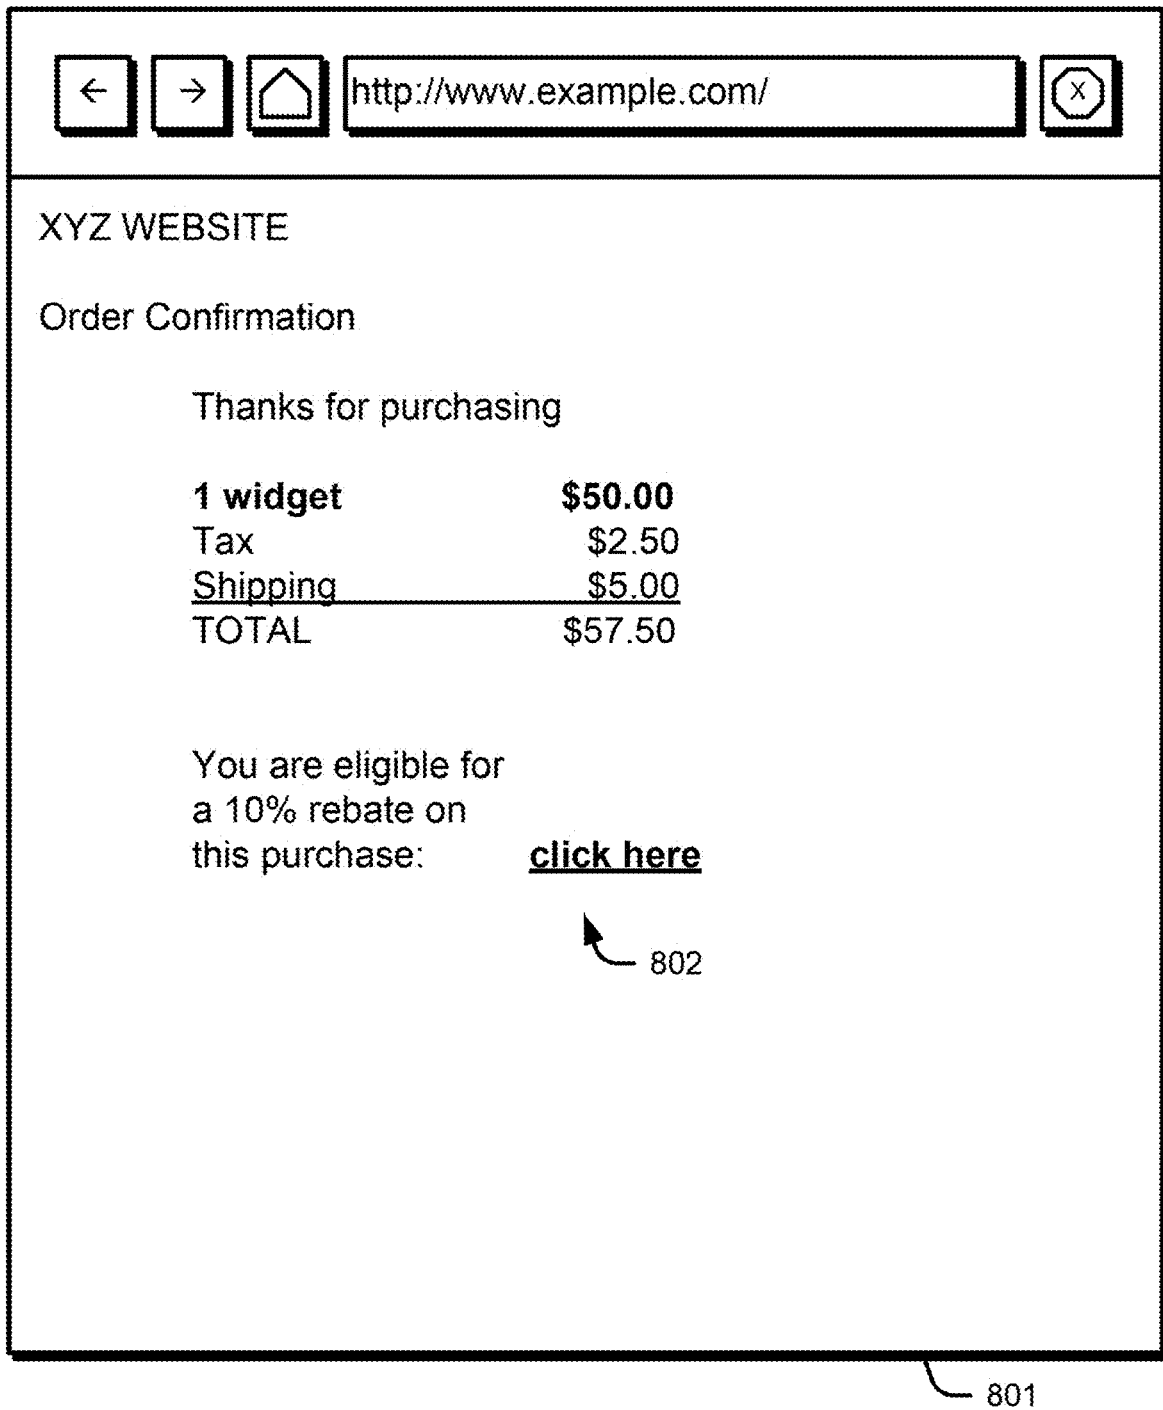 ← → http://www.example.com/ X
XYZ WEBSITE
Order Confirmation
Thanks for purchasing
1 widget $50.00
Tax $2.50
Shipping $5.00
TOTAL $57.50
You are eligible for
a 10% rebate on
this purchase: click here
802
801